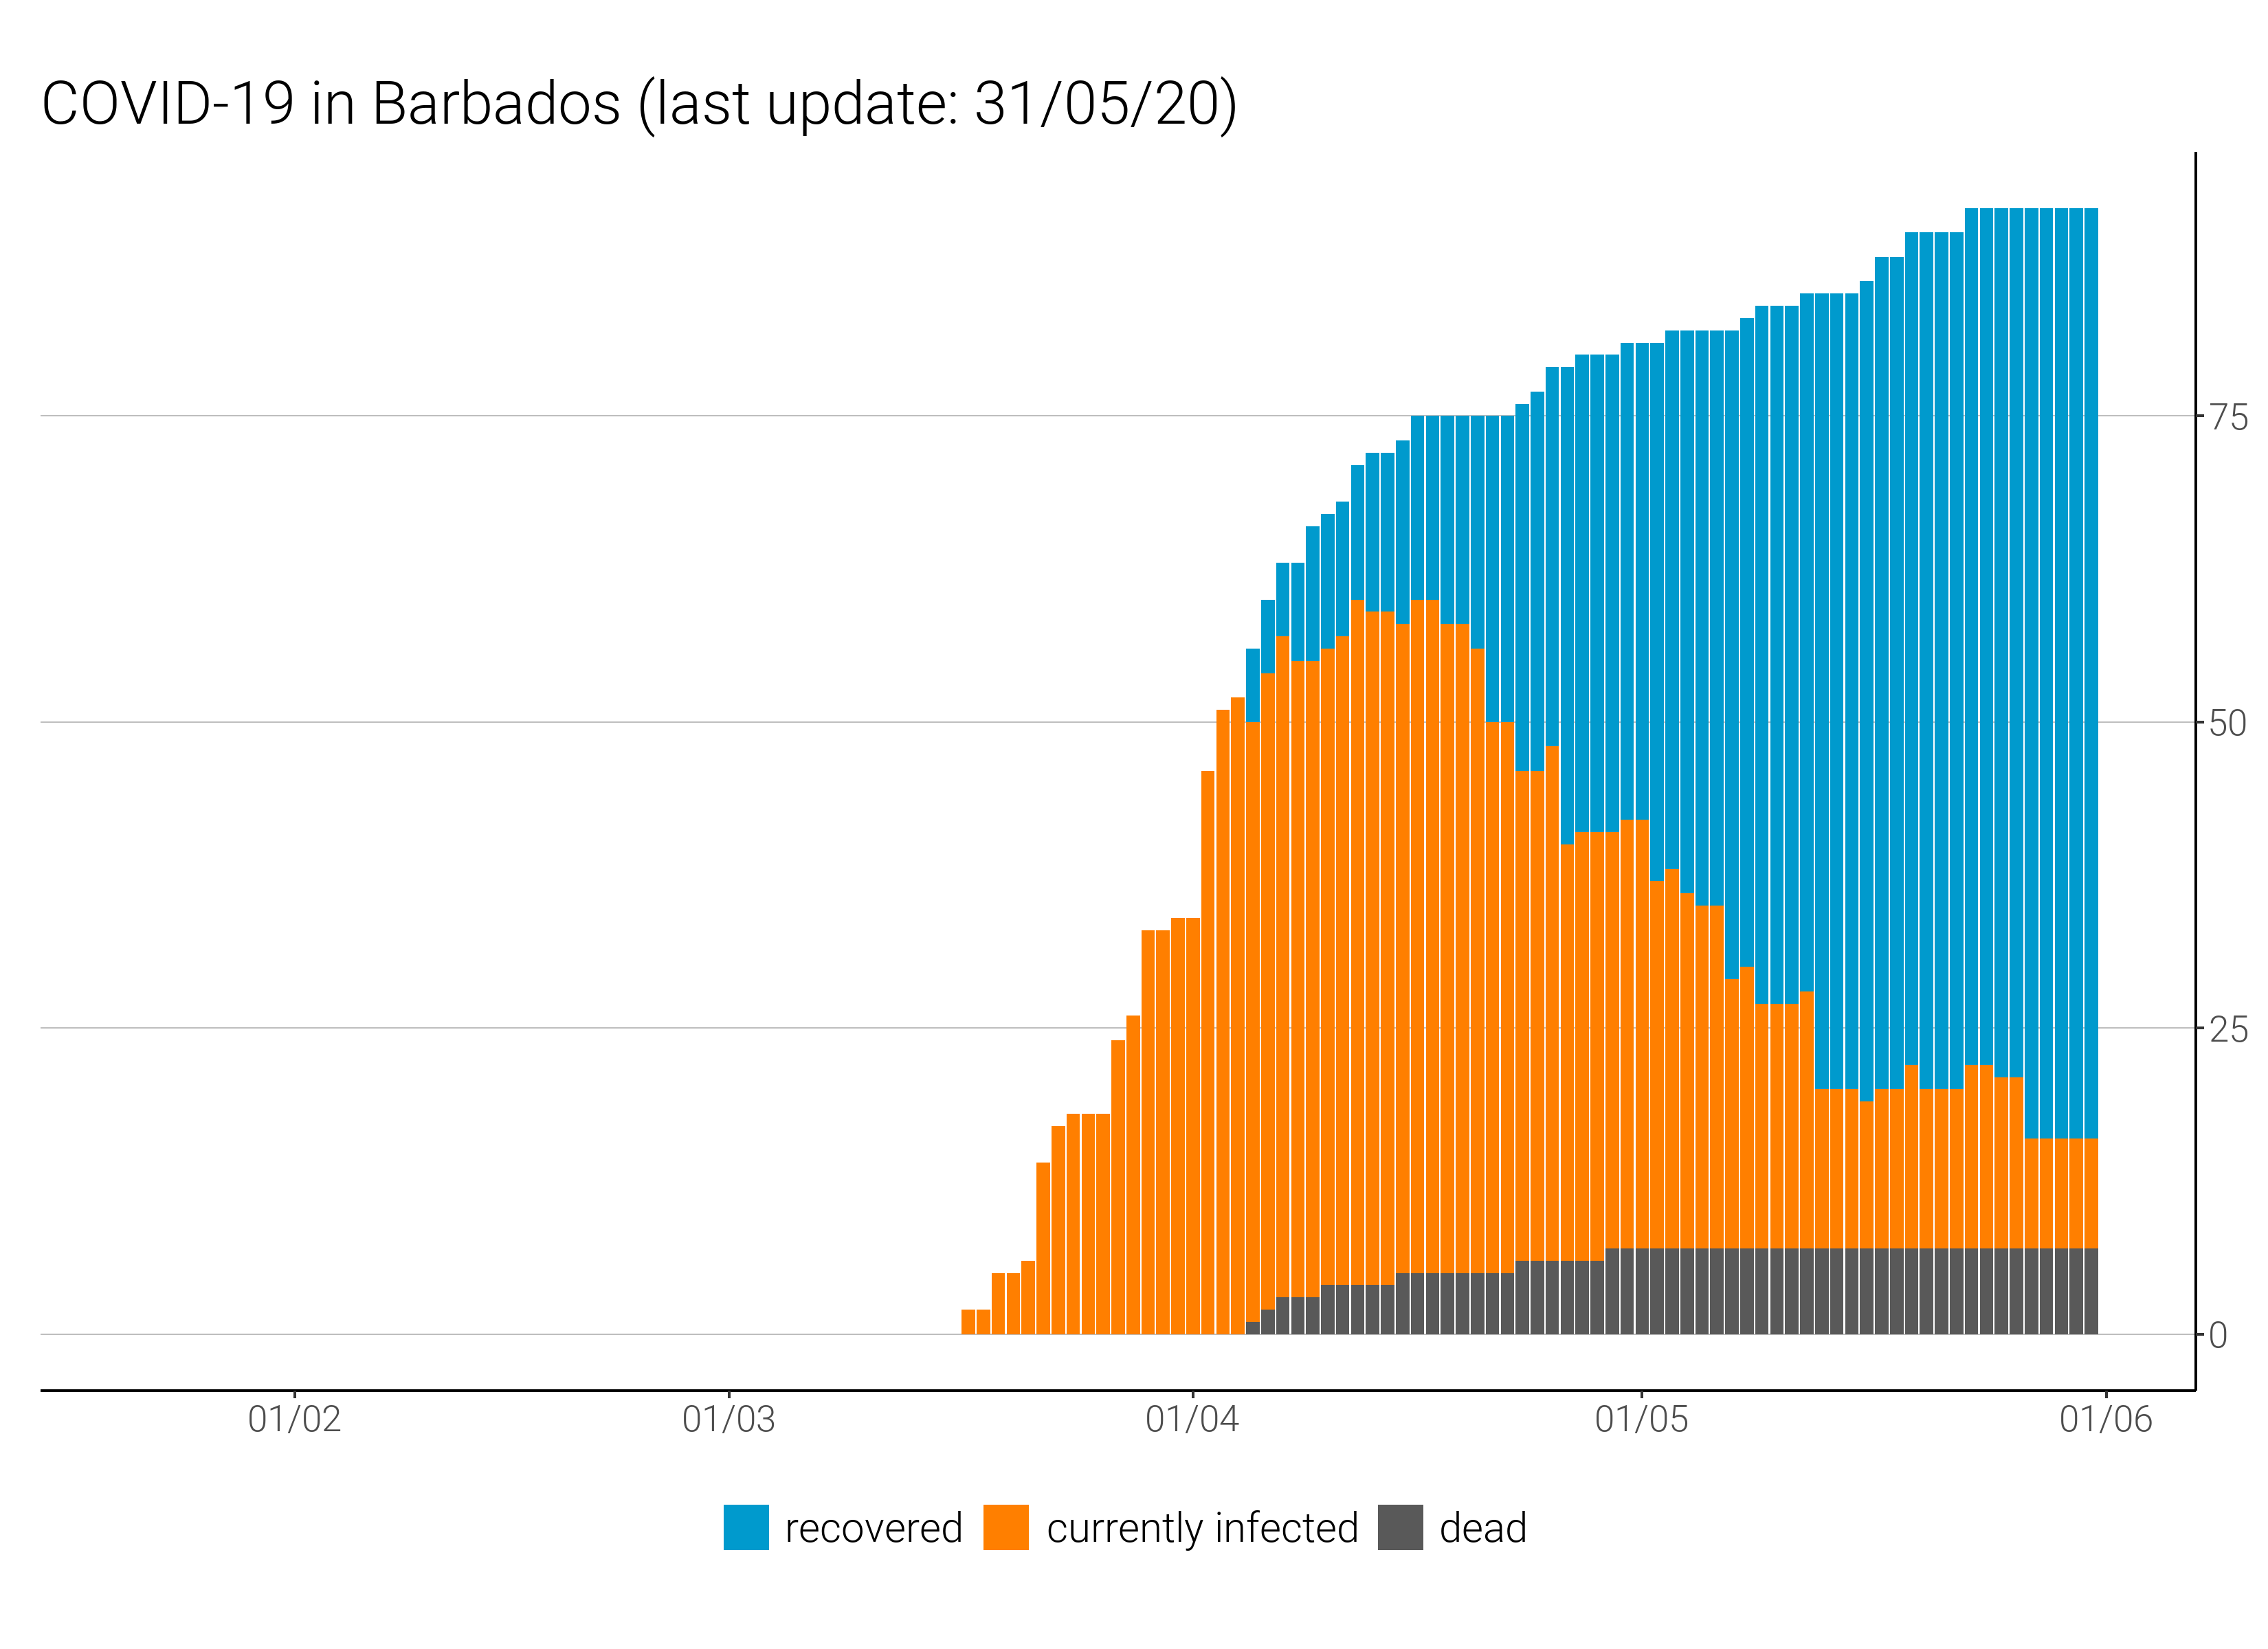 COVID-19 in Barbados (last update: 31/05/20)
75
50
25
0
01/02 01/03 01/04 01/05 01/06
recovered currently infected dead